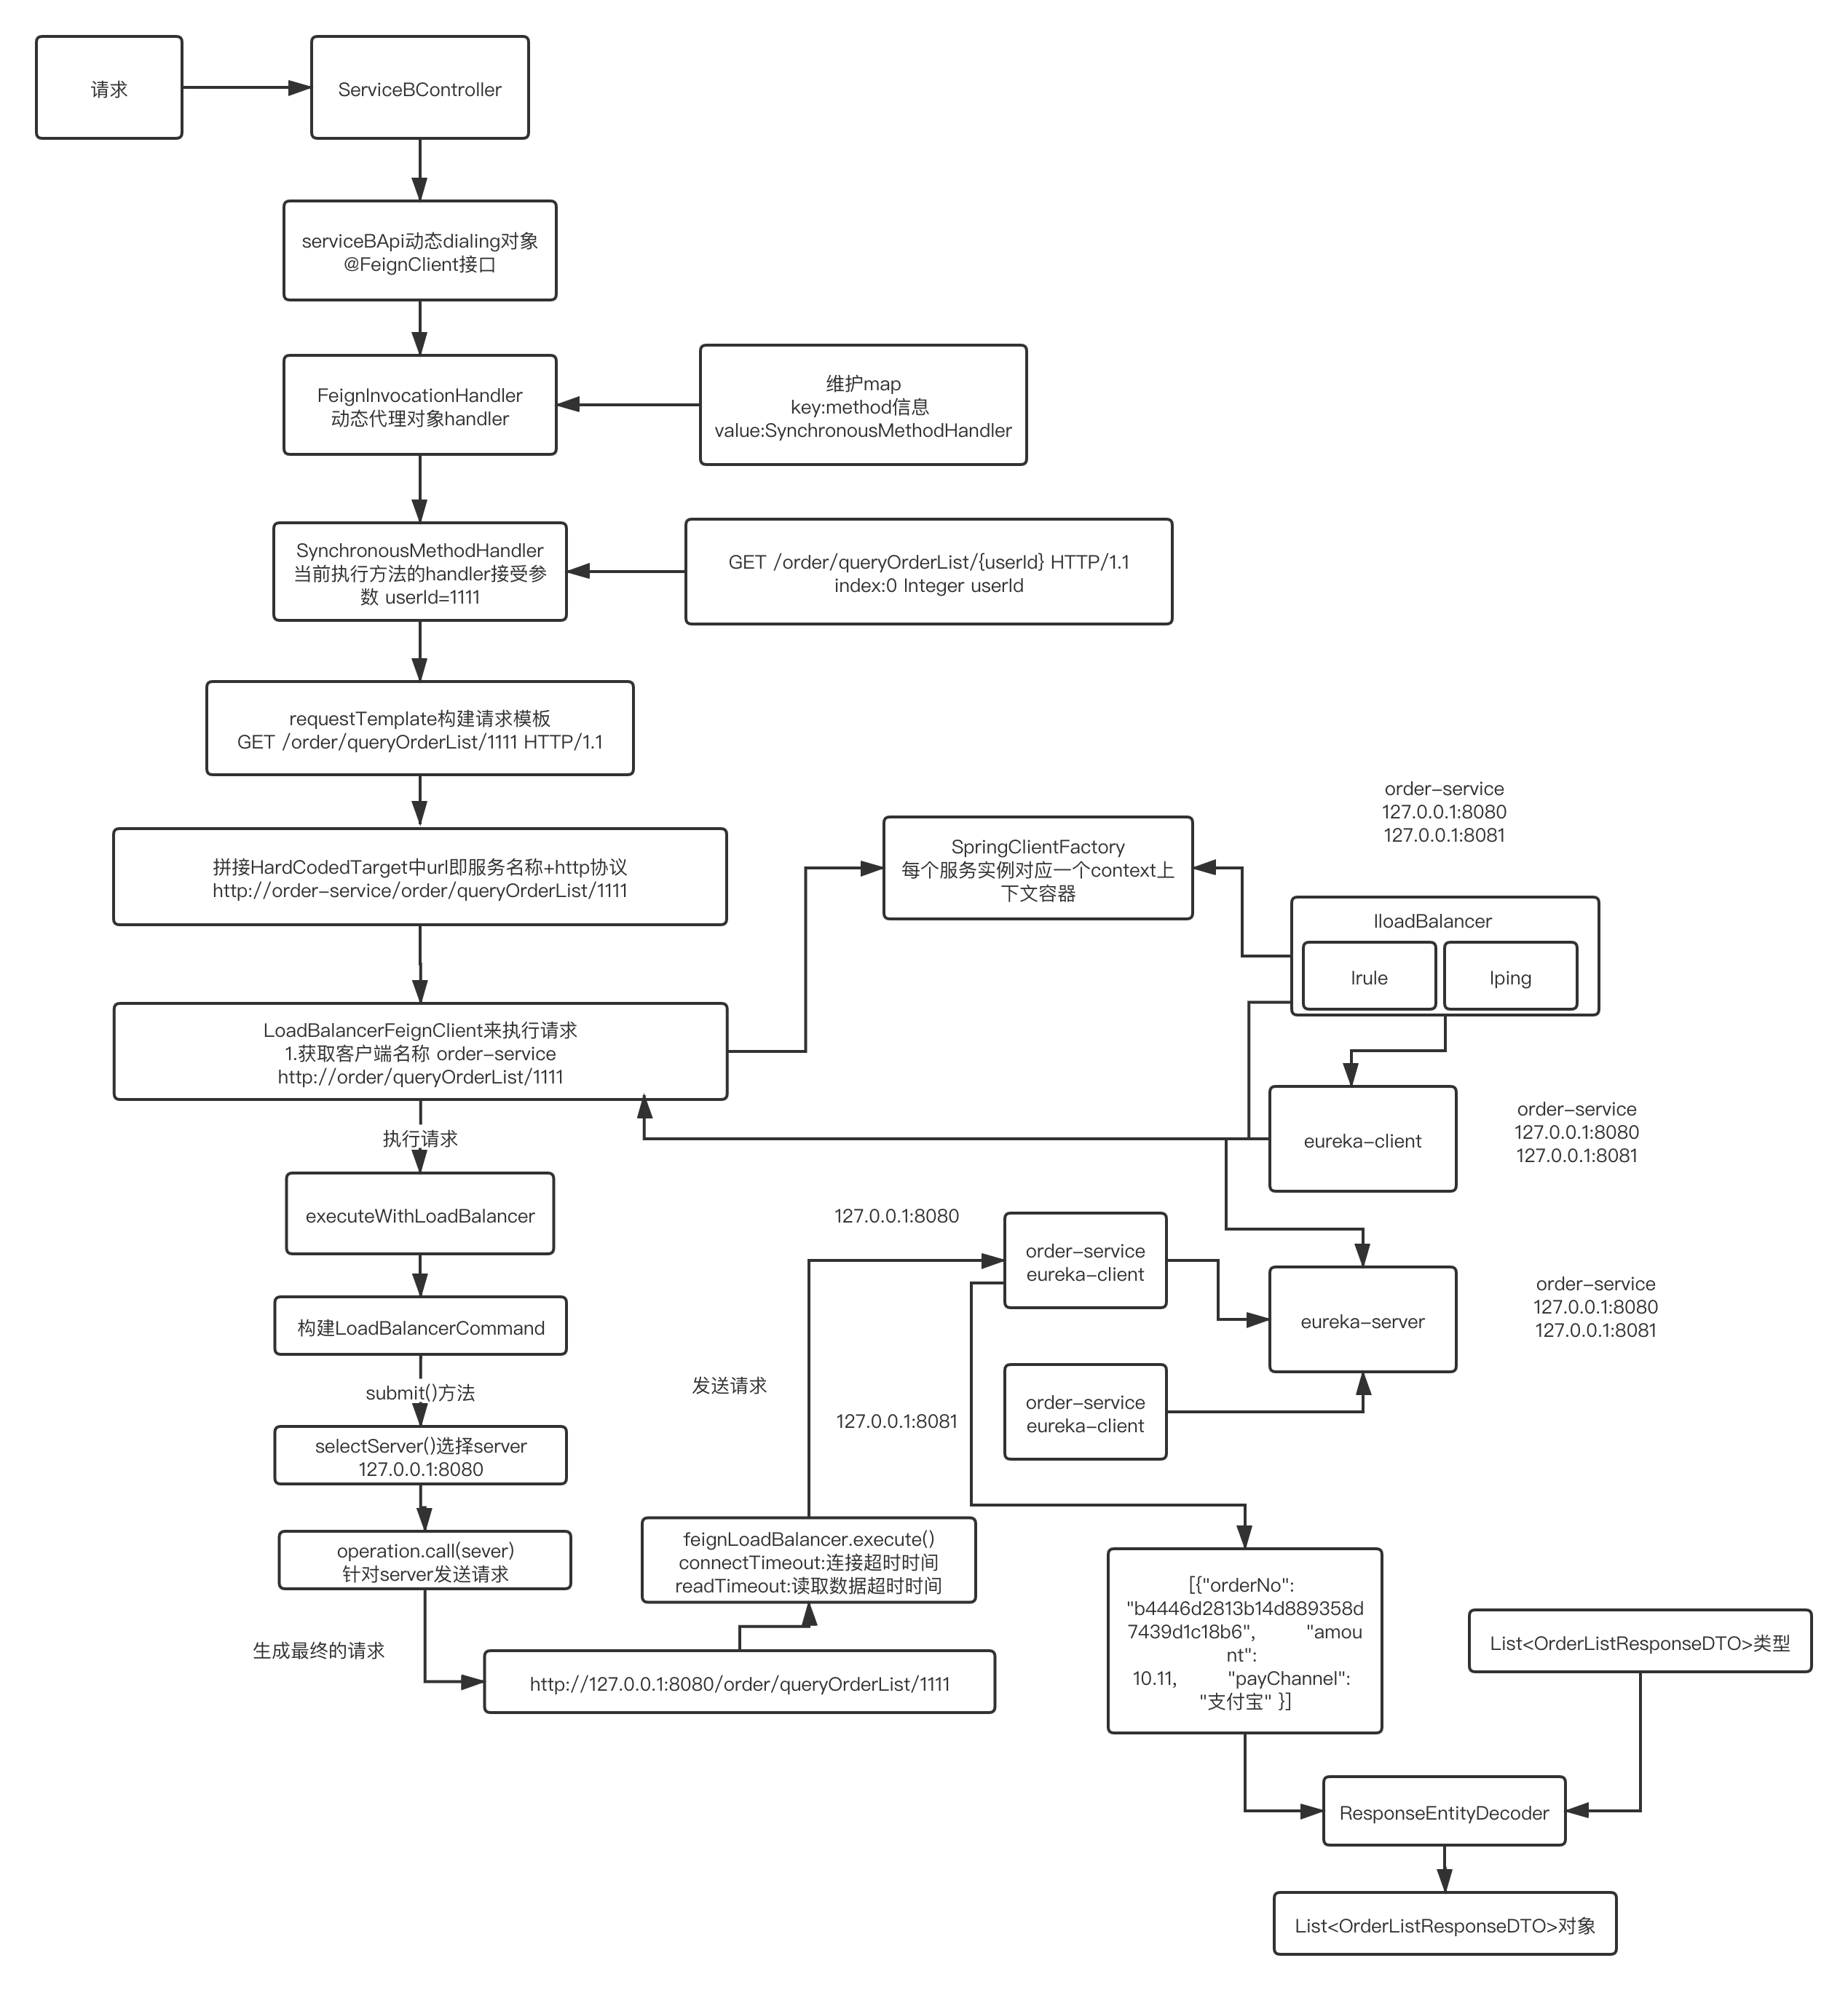 请求
ServiceBController
serviceBApi动态dialing对象
@FeignClient接口
FeignInvocationHandler
动态代理对象handler
维护map
key:method信息
value:SynchronousMethodHandler
SynchronousMethodHandler
当前执行方法的handler接受参
数 userId=1111
GET /order/queryOrderList/{userId} HTTP/1.1
index:0 Integer userId
requestTemplate构建请求模板
GET /order/queryOrderList/1111 HTTP/1.1
拼接HardCodedTarget中url即服务名称+http协议
http://order-service/order/queryOrderList/1111
SpringClientFactory
每个服务实例对应一个context上
下文容器
order-service
127.0.0.1:8080
127.0.0.1:8081
IloadBalancer
Irule
Iping
LoadBalancerFeignClient来执行请求
1.获取客户端名称 order-service
http://order/queryOrderList/1111
eureka-client
order-service
127.0.0.1:8080
127.0.0.1:8081
执行请求
executeWithLoadBalancer
127.0.0.1:8080
order-service
eureka-client
eureka-server
order-service
127.0.0.1:8080
127.0.0.1:8081
构建LoadBalancerCommand
submit()方法
发送请求
127.0.0.1:8081
order-service
eureka-client
selectServer()选择server
127.0.0.1:8080
operation.call(sever)
针对server发送请求
feignLoadBalancer.execute()
connectTimeout:连接超时时间
readTimeout:读取数据超时时间
生成最终的请求
http://127.0.0.1:8080/order/queryOrderList/1111
[{"orderNo":
"b4446d2813b14d889358d
7439d1c18b6", "amou
nt":
10.11, "payChannel":
"支付宝" }]
List<OrderListResponseDTO>类型
ResponseEntityDecoder
List<OrderListResponseDTO>对象